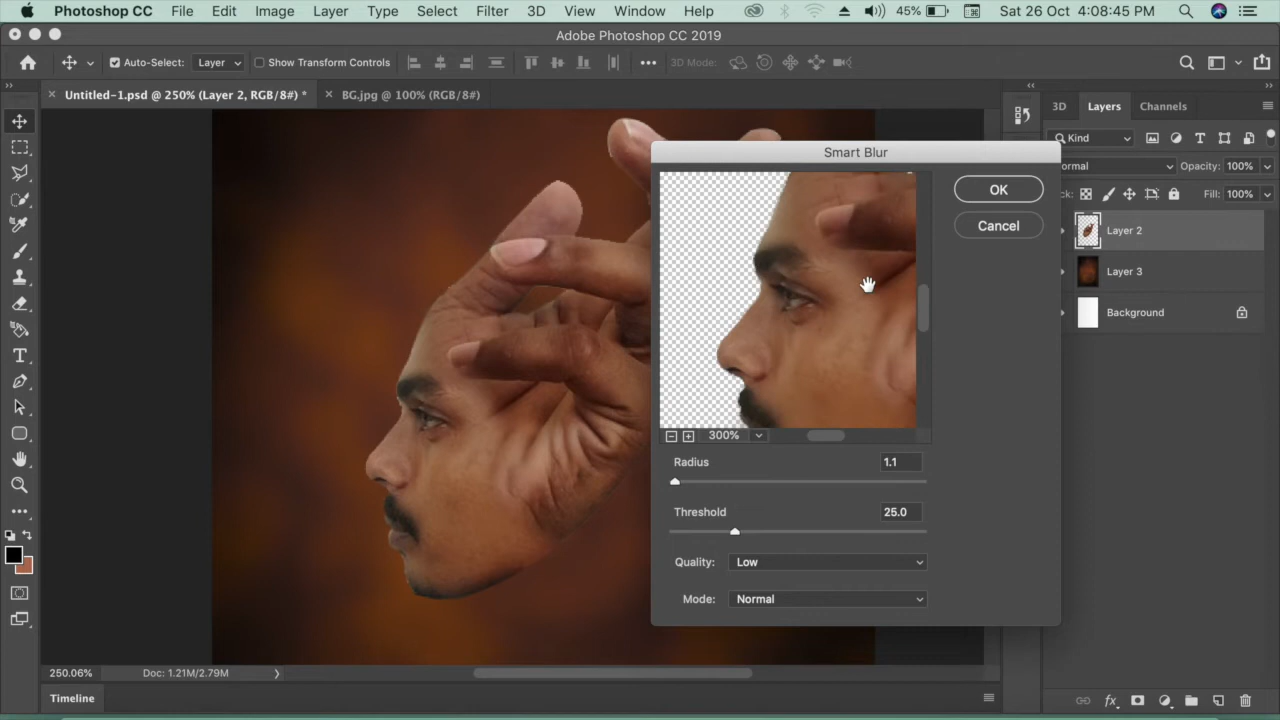 Photoshop CC File Edit Image Layer Type Select Filter 3D View Window Help 45% Sat 26 Oct 4:08:45 PM
Adobe Photoshop CC 2019
Auto-Select: Layer Show Transform Controls 3D Mode:
Untitled-1.psd @ 250% (Layer 2, RGB/8#) * BG.jpg @ 100% (RGB/8#)
3D Layers Channels
Kind
ormal Opacity: 100%
ck: Fill: 100%
Layer 2
Layer 3
Background
Smart Blur
OK
Cancel
300%
Radius 1.1
Threshold 25.0
Quality: Low
Mode: Normal
250.06% Doc: 1.21M/2.79M
Timeline